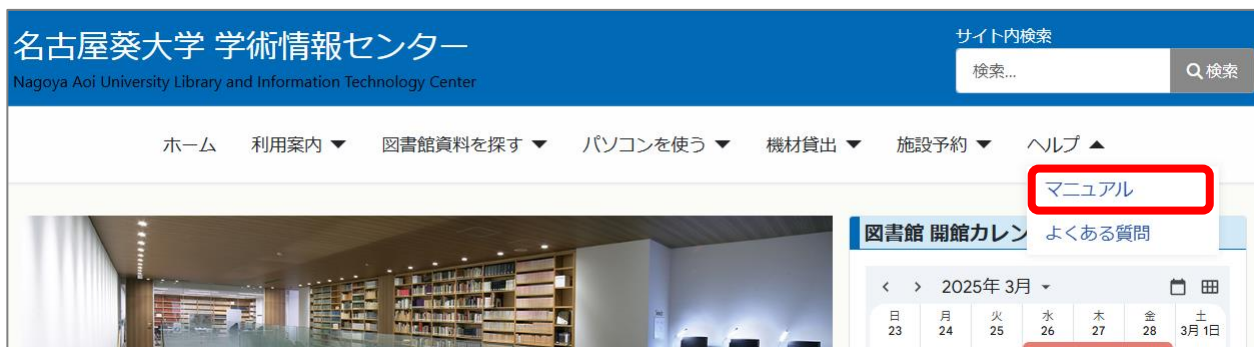 名古屋葵大学 学術情報センター
Nagoya Aoi University Library and Information Technology Center
サイト内検索
検索...
検索
ホーム 利用案内 ▼ 図書館資料を探す ▼ パソコンを使う ▼ 機材貸出 ▼ 施設予約 ▼ ヘルプ ▲
マニュアル
よくある質問
図書館 開館カレン
< > 2025年 3月
日 月 火 水 木 金 土
23 24 25 26 27 28 3月 1日